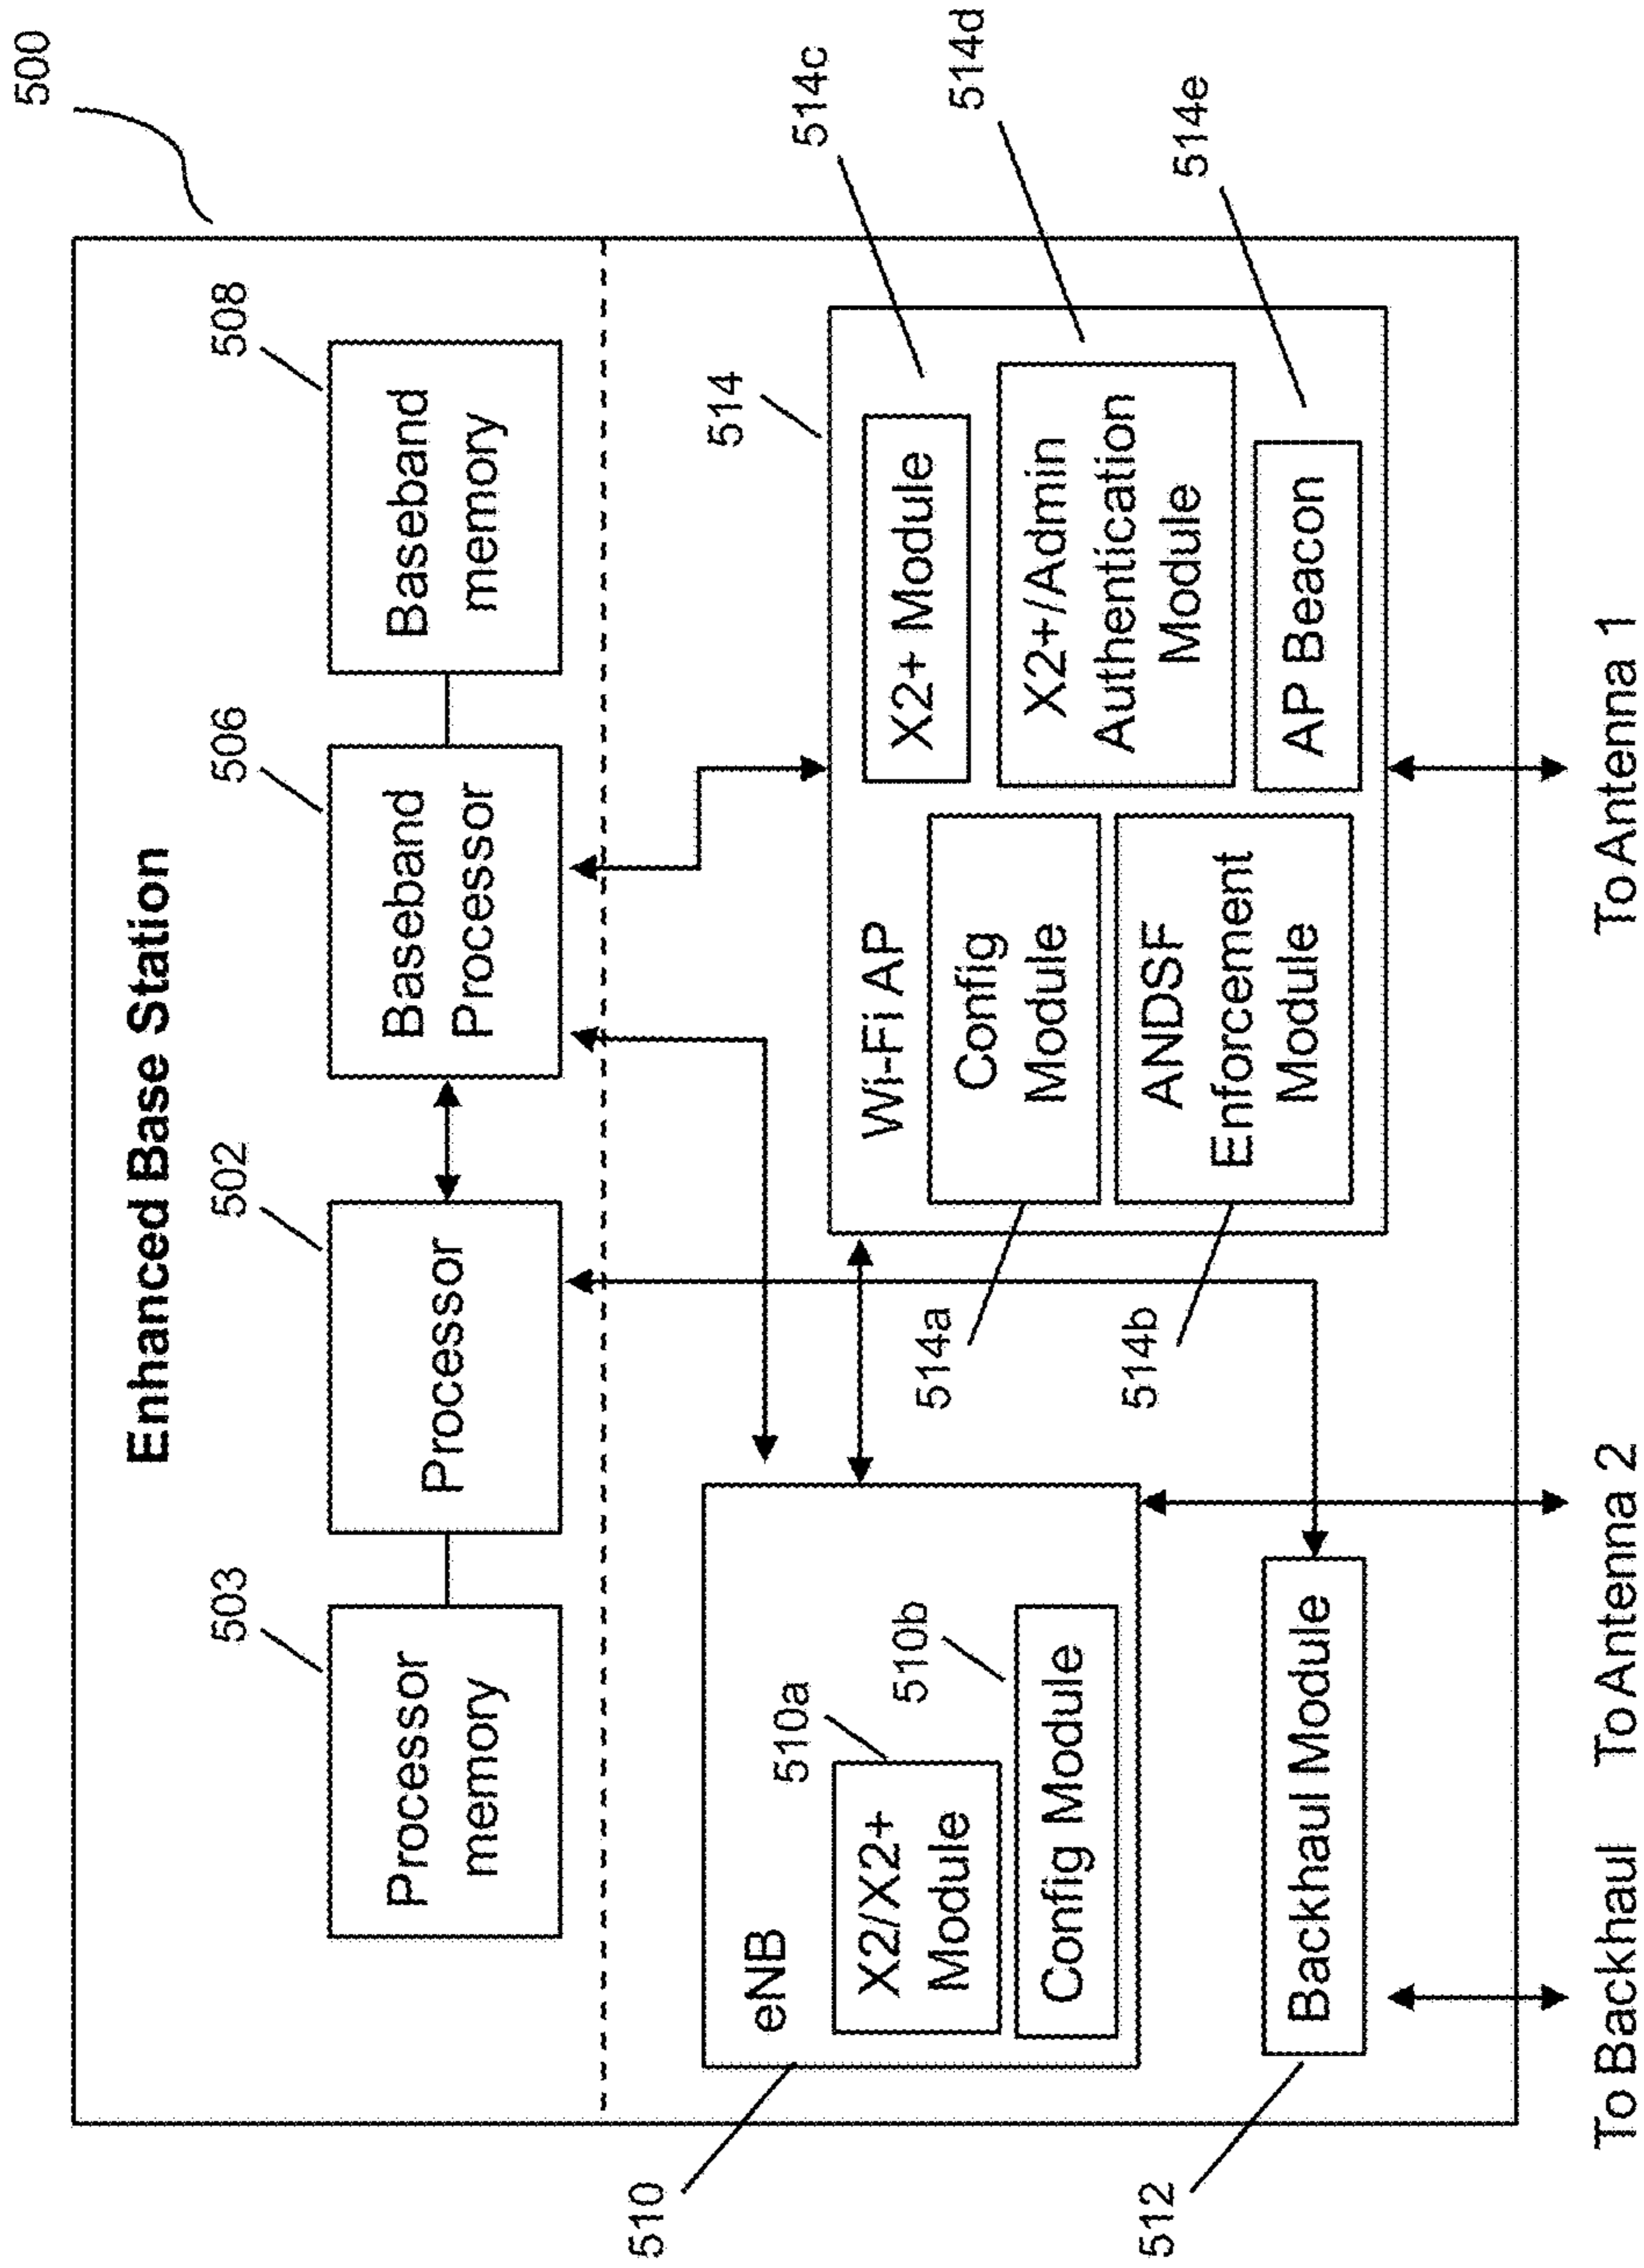 500
Enhanced Base Station
503
502
506
508
Processor
memory
Processor
Baseband
Processor
Baseband
memory
510
eNB
510a
X2/X2+
Module
510b
Config Module
512
Backhaul Module
514
Wi-Fi AP
514a
Config
Module
514b
ANDSF
Enforcement
Module
514c
X2+ Module
514d
X2+/Admin
Authentication
Module
514e
AP Beacon
To Backhaul
To Antenna 2
To Antenna 1